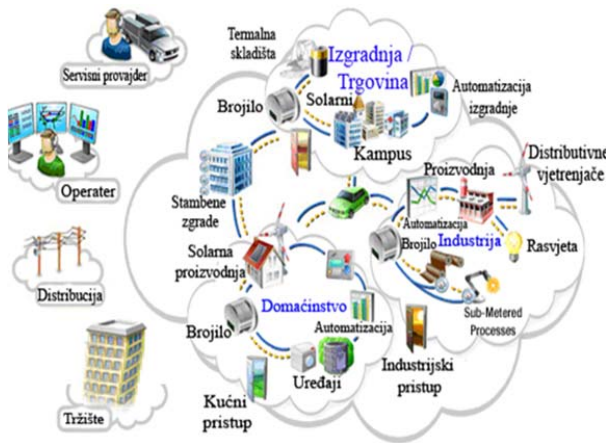 Servisni provajder
Operater
Distribucija
Tržište
Termalna
skladišta
Izgradnja /
Trgovina
Brojilo
Solarni
Automatizacija
izgradnje
Kampus
Stambene
zgrade
Proizvodnja
Distributivne
vjetrenjače
Automatizacija
Brojilo
Industrija
Rasvjeta
Sub-Metered
Processes
Industrijski
pristup
Solarna
proizvodnja
Domaćinstvo
Brojilo
Automatizacija
Uređaji
Kućni
pristup